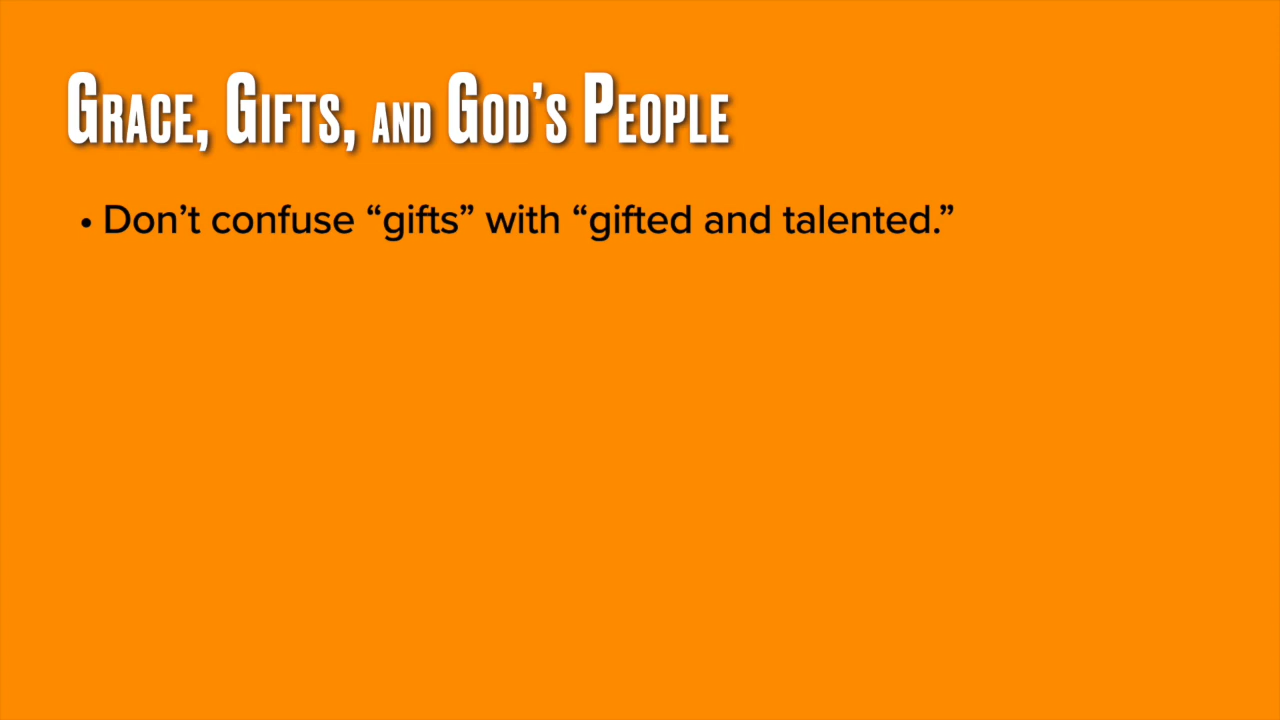 Grace, Gifts, and God’s People
• Don’t confuse “gifts” with “gifted and talented.”